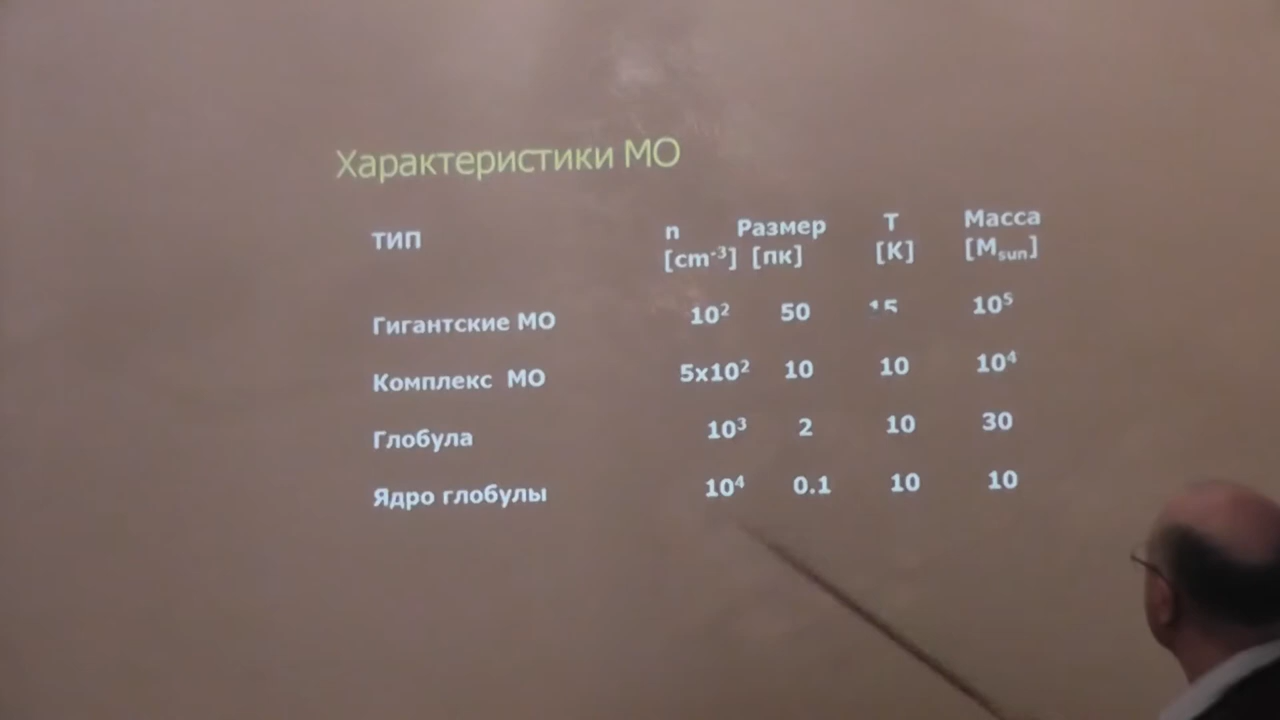 Характеристики МО
ТИП n Размер T Масса
[cm⁻³] [пк] [K] [Msun]
Гигантские МО 10² 50 15 10⁵
Комплекс МО 5x10² 10 10 10⁴
Глобула 10³ 2 10 30
Ядро глобулы 10⁴ 0.1 10 10